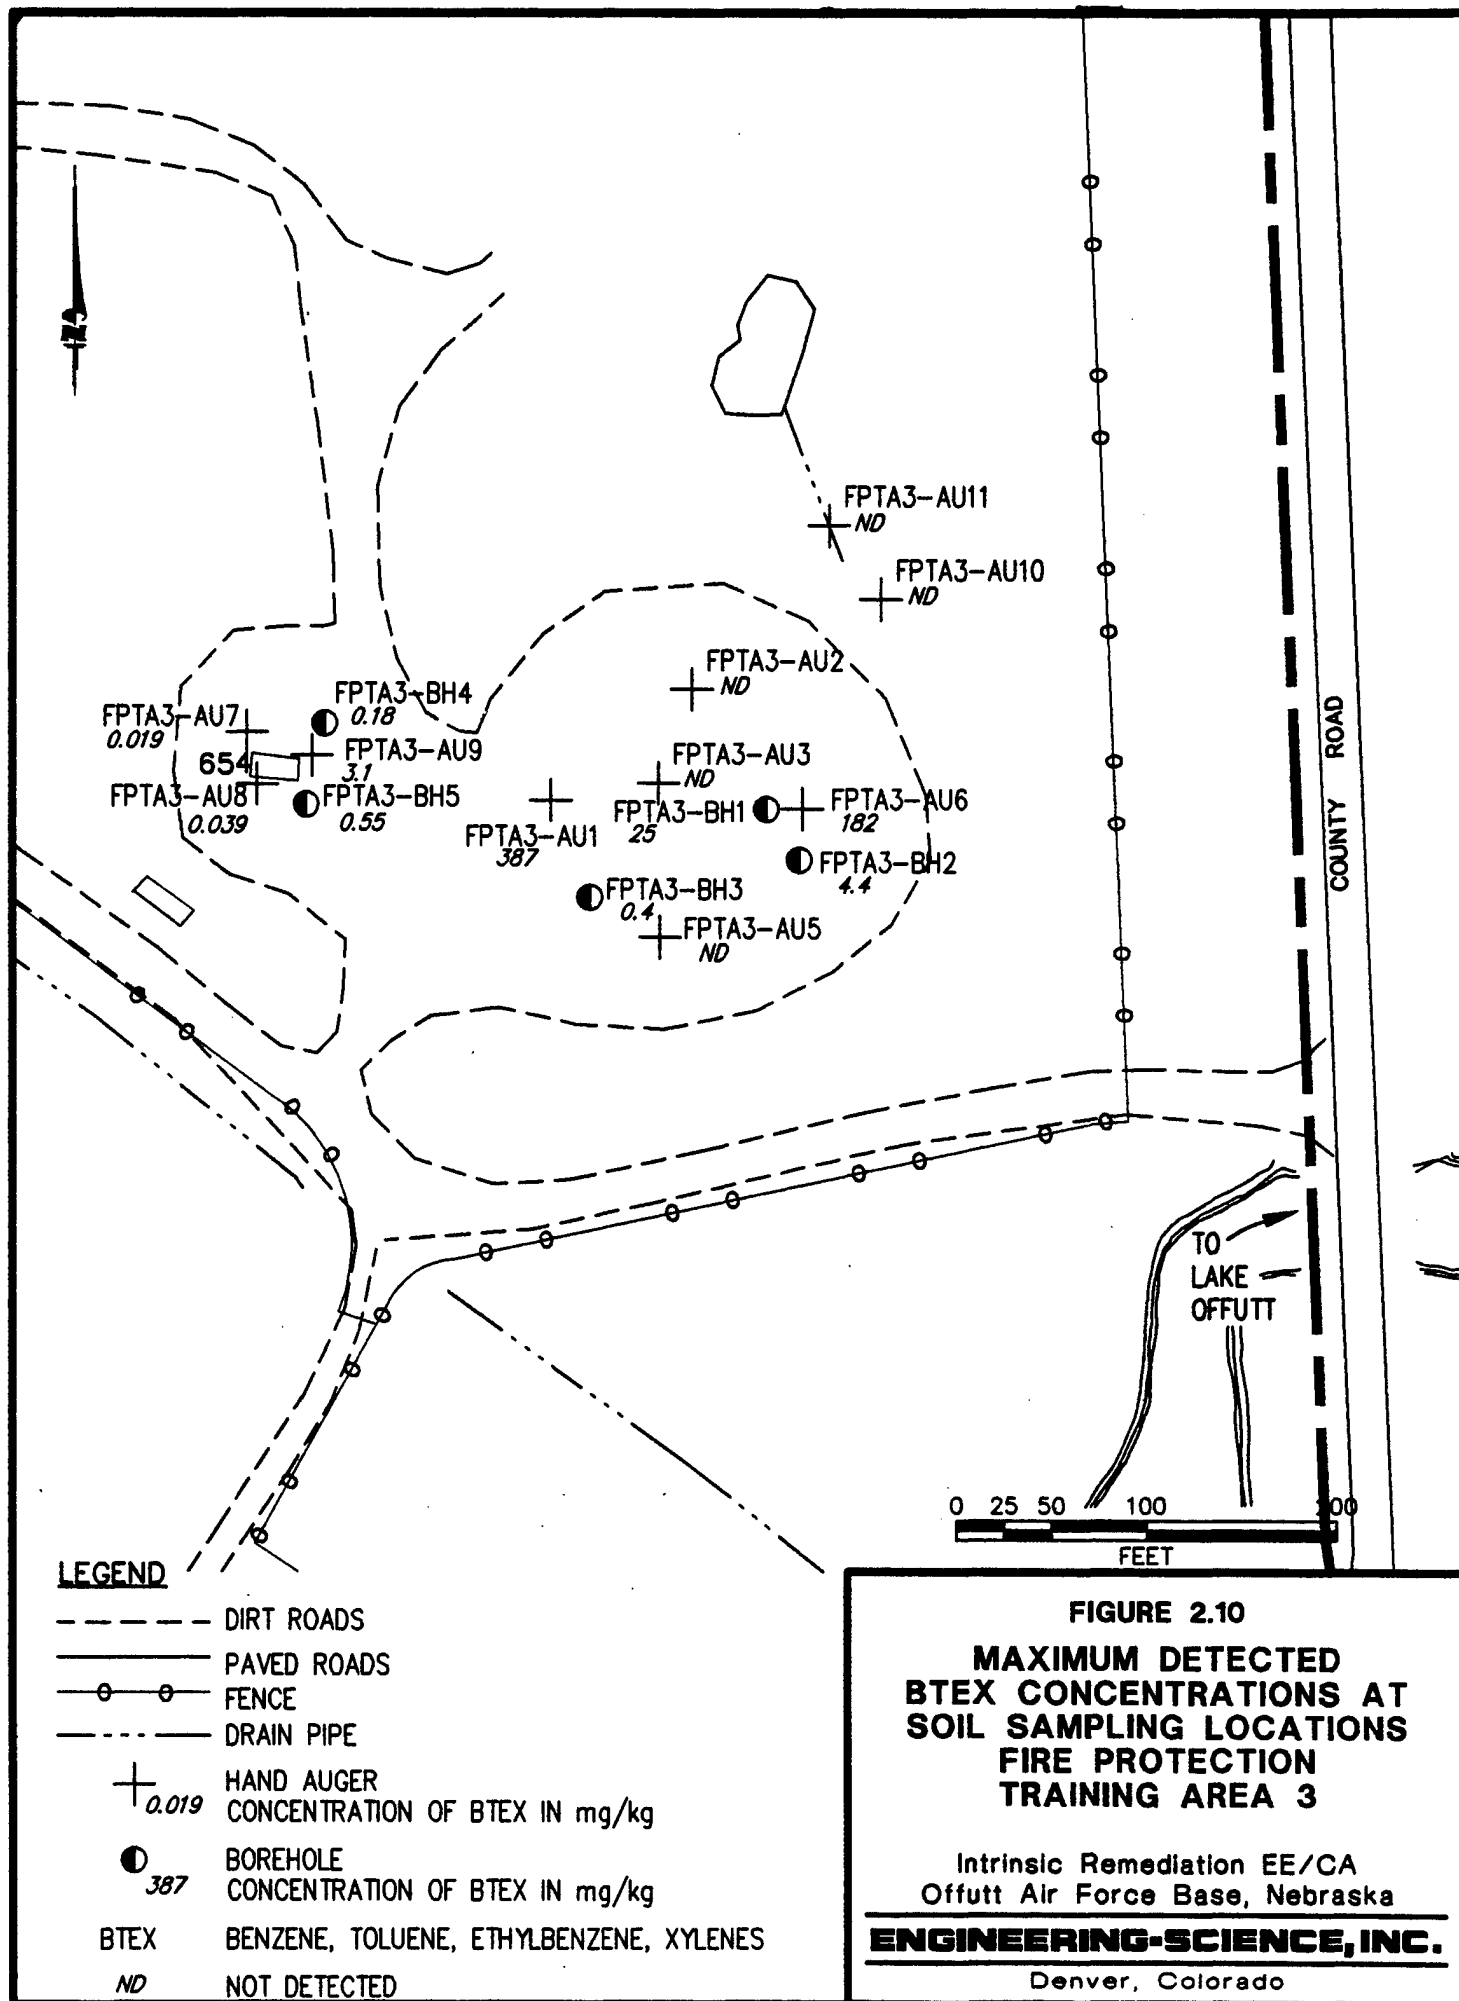 FPTA3-AU11
ND
FPTA3-AU10
ND
FPTA3-AU2
ND
FPTA3-BH4
0.18
FPTA3-AU7
0.019
654
FPTA3-AU9
3.1
FPTA3-AU8
0.039
FPTA3-BH5
0.55
FPTA3-AU3
ND
FPTA3-AU1
387
FPTA3-BH1
25
FPTA3-AU6
182
FPTA3-BH2
4.4
FPTA3-BH3
0.4
FPTA3-AU5
ND
COUNTY ROAD
TO
LAKE
OFFUTT
0 25 50 100 200
FEET
LEGEND
DIRT ROADS
PAVED ROADS
FENCE
DRAIN PIPE
HAND AUGER
0.019 CONCENTRATION OF BTEX IN mg/kg
BOREHOLE
387 CONCENTRATION OF BTEX IN mg/kg
BTEX BENZENE, TOLUENE, ETHYLBENZENE, XYLENES
ND NOT DETECTED
FIGURE 2.10
MAXIMUM DETECTED
BTEX CONCENTRATIONS AT
SOIL SAMPLING LOCATIONS
FIRE PROTECTION
TRAINING AREA 3
Intrinsic Remediation EE/CA
Offutt Air Force Base, Nebraska
ENGINEERING-SCIENCE, INC.
Denver, Colorado